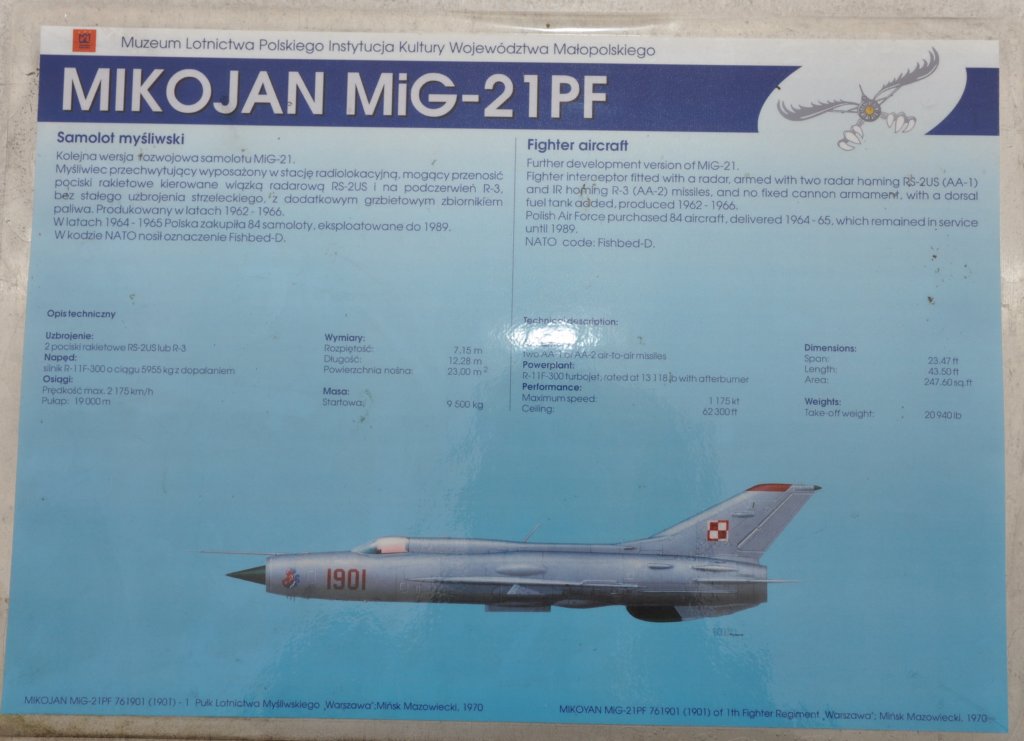 Muzeum Lotnictwa Polskiego Instytucja Kultury Województwa Małopolskiego
MIKOJAN MiG-21PF
Samolot myśliwski
Kolejna wersja rozwojowa samolotu MiG-21.
Myśliwiec przechwytujący wyposażony w stację radiolokacyjną, mogący przenosić
pociski rakietowe kierowane wiązką radarową RS-2US i na podczerwień R-3,
bez stałego uzbrojenia strzeleckiego, z dodatkowym grzbietowym zbiornikiem
paliwa. Produkowany w latach 1962 - 1966.
W latach 1964 - 1965 Polska zakupiła 84 samoloty, eksploatowane do 1989.
W kodzie NATO nosił oznaczenie Fishbed-D.
Fighter aircraft
Further development version of MiG-21.
Fighter interceptor fitted with a radar, armed with two radar homing RS-2US (AA-1)
and IR homing R-3 (AA-2) missiles, and no fixed cannon armament, with a dorsal
fuel tank added, produced 1962 - 1966.
Polish Air Force purchased 84 aircraft, delivered 1964 - 65, which remained in service
until 1989.
NATO code: Fishbed-D.
Opis techniczny
Uzbrojenie:
2 pociski rakietowe RS-2US lub R-3
Napęd:
silnik R-11F-300 o ciągu 5955 kg z dopalaniem
Osiągi:
Prędkość max. 2 175 km/h
Pułap: 19 000 m
Wymiary:
Rozpiętość: 7,15 m
Długość: 12,28 m
Powierzchnia nośna: 23,00 m²
Masa:
Startowa: 9 500 kg
Technical description:
two AA-1 or AA-2 air-to-air missiles
Powerplant:
R-11F-300 turbojet, rated at 13 118 lb with afterburner
Performance:
Maximum speed: 1 175 kt
Ceiling: 62 300 ft
Dimensions:
Span: 23.47 ft
Length: 43.50 ft
Area: 247.60 sq.ft
Weights:
Take-off weight: 20 940 lb
1901
MIKOJAN MiG-21PF 761901 (1901) - 1 Pułk Lotnictwa Myśliwskiego „Warszawa”; Mińsk Mazowiecki, 1970
MIKOYAN MiG-21PF 761901 (1901) of 1th Fighter Regiment „Warszawa”; Mińsk Mazowiecki, 1970